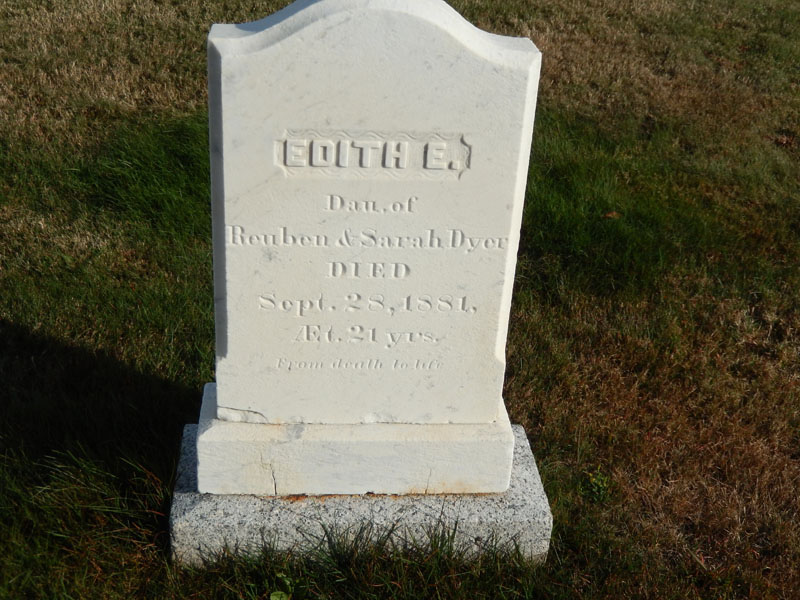 EDITH E.
Dau. of
Reuben & Sarah Dyer
DIED
Sept. 28, 1881,
Æt. 21 yrs.
From death to life